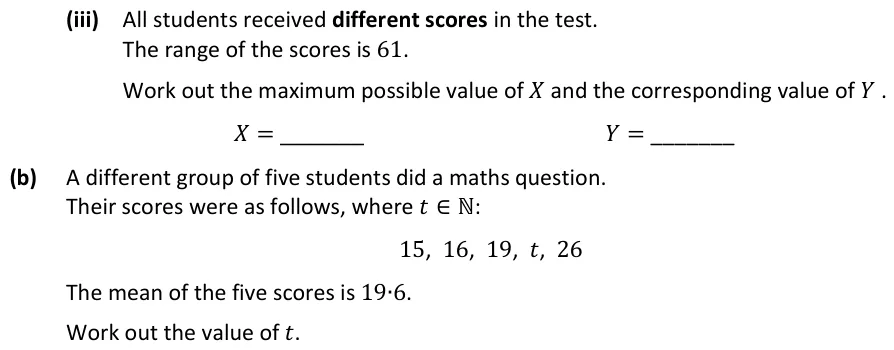 (iii) All students received different scores in the test.
The range of the scores is 61.
Work out the maximum possible value of X and the corresponding value of Y .
X = _______ Y = _______
(b) A different group of five students did a maths question.
Their scores were as follows, where t ∈ ℕ:
15, 16, 19, t, 26
The mean of the five scores is 19·6.
Work out the value of t.